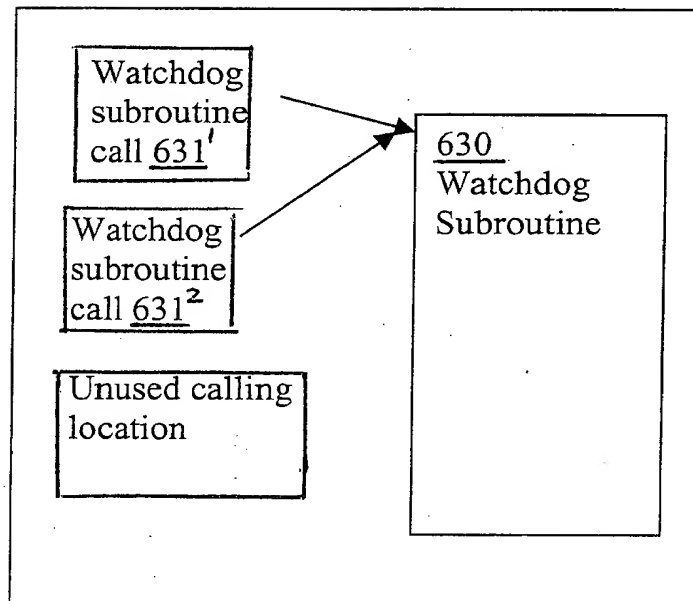 Watchdog
subroutine
call 631¹
630
Watchdog
Subroutine
Watchdog
subroutine
call 631²
Unused calling
location